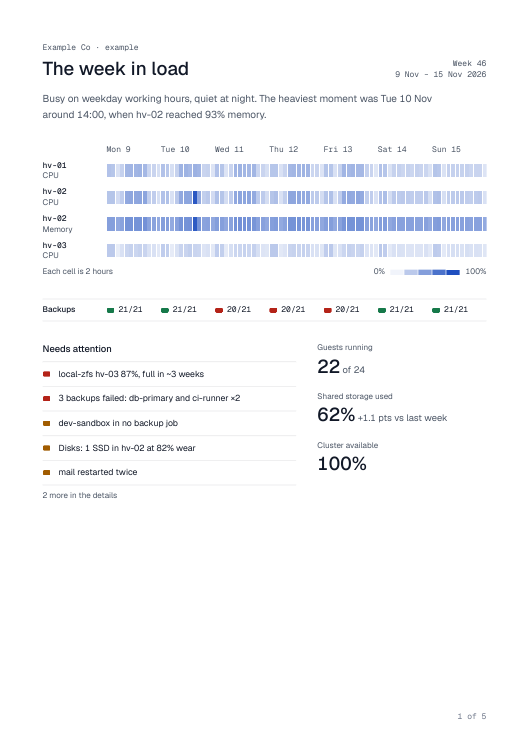 Example Co · example
The week in load
Week 46
9 Nov – 15 Nov 2026
Busy on weekday working hours, quiet at night. The heaviest moment was Tue 10 Nov
around 14:00, when hv-02 reached 93% memory.
Mon 9 Tue 10 Wed 11 Thu 12 Fri 13 Sat 14 Sun 15
hv-01
CPU
hv-02
CPU
hv-02
Memory
hv-03
CPU
Each cell is 2 hours 0% 100%
Backups 21/21 21/21 20/21 20/21 20/21 21/21 21/21
Needs attention
local-zfs hv-03 87%, full in ~3 weeks
3 backups failed: db-primary and ci-runner ×2
dev-sandbox in no backup job
Disks: 1 SSD in hv-02 at 82% wear
mail restarted twice
2 more in the details
Guests running
22 of 24
Shared storage used
62% +1.1 pts vs last week
Cluster available
100%
1 of 5